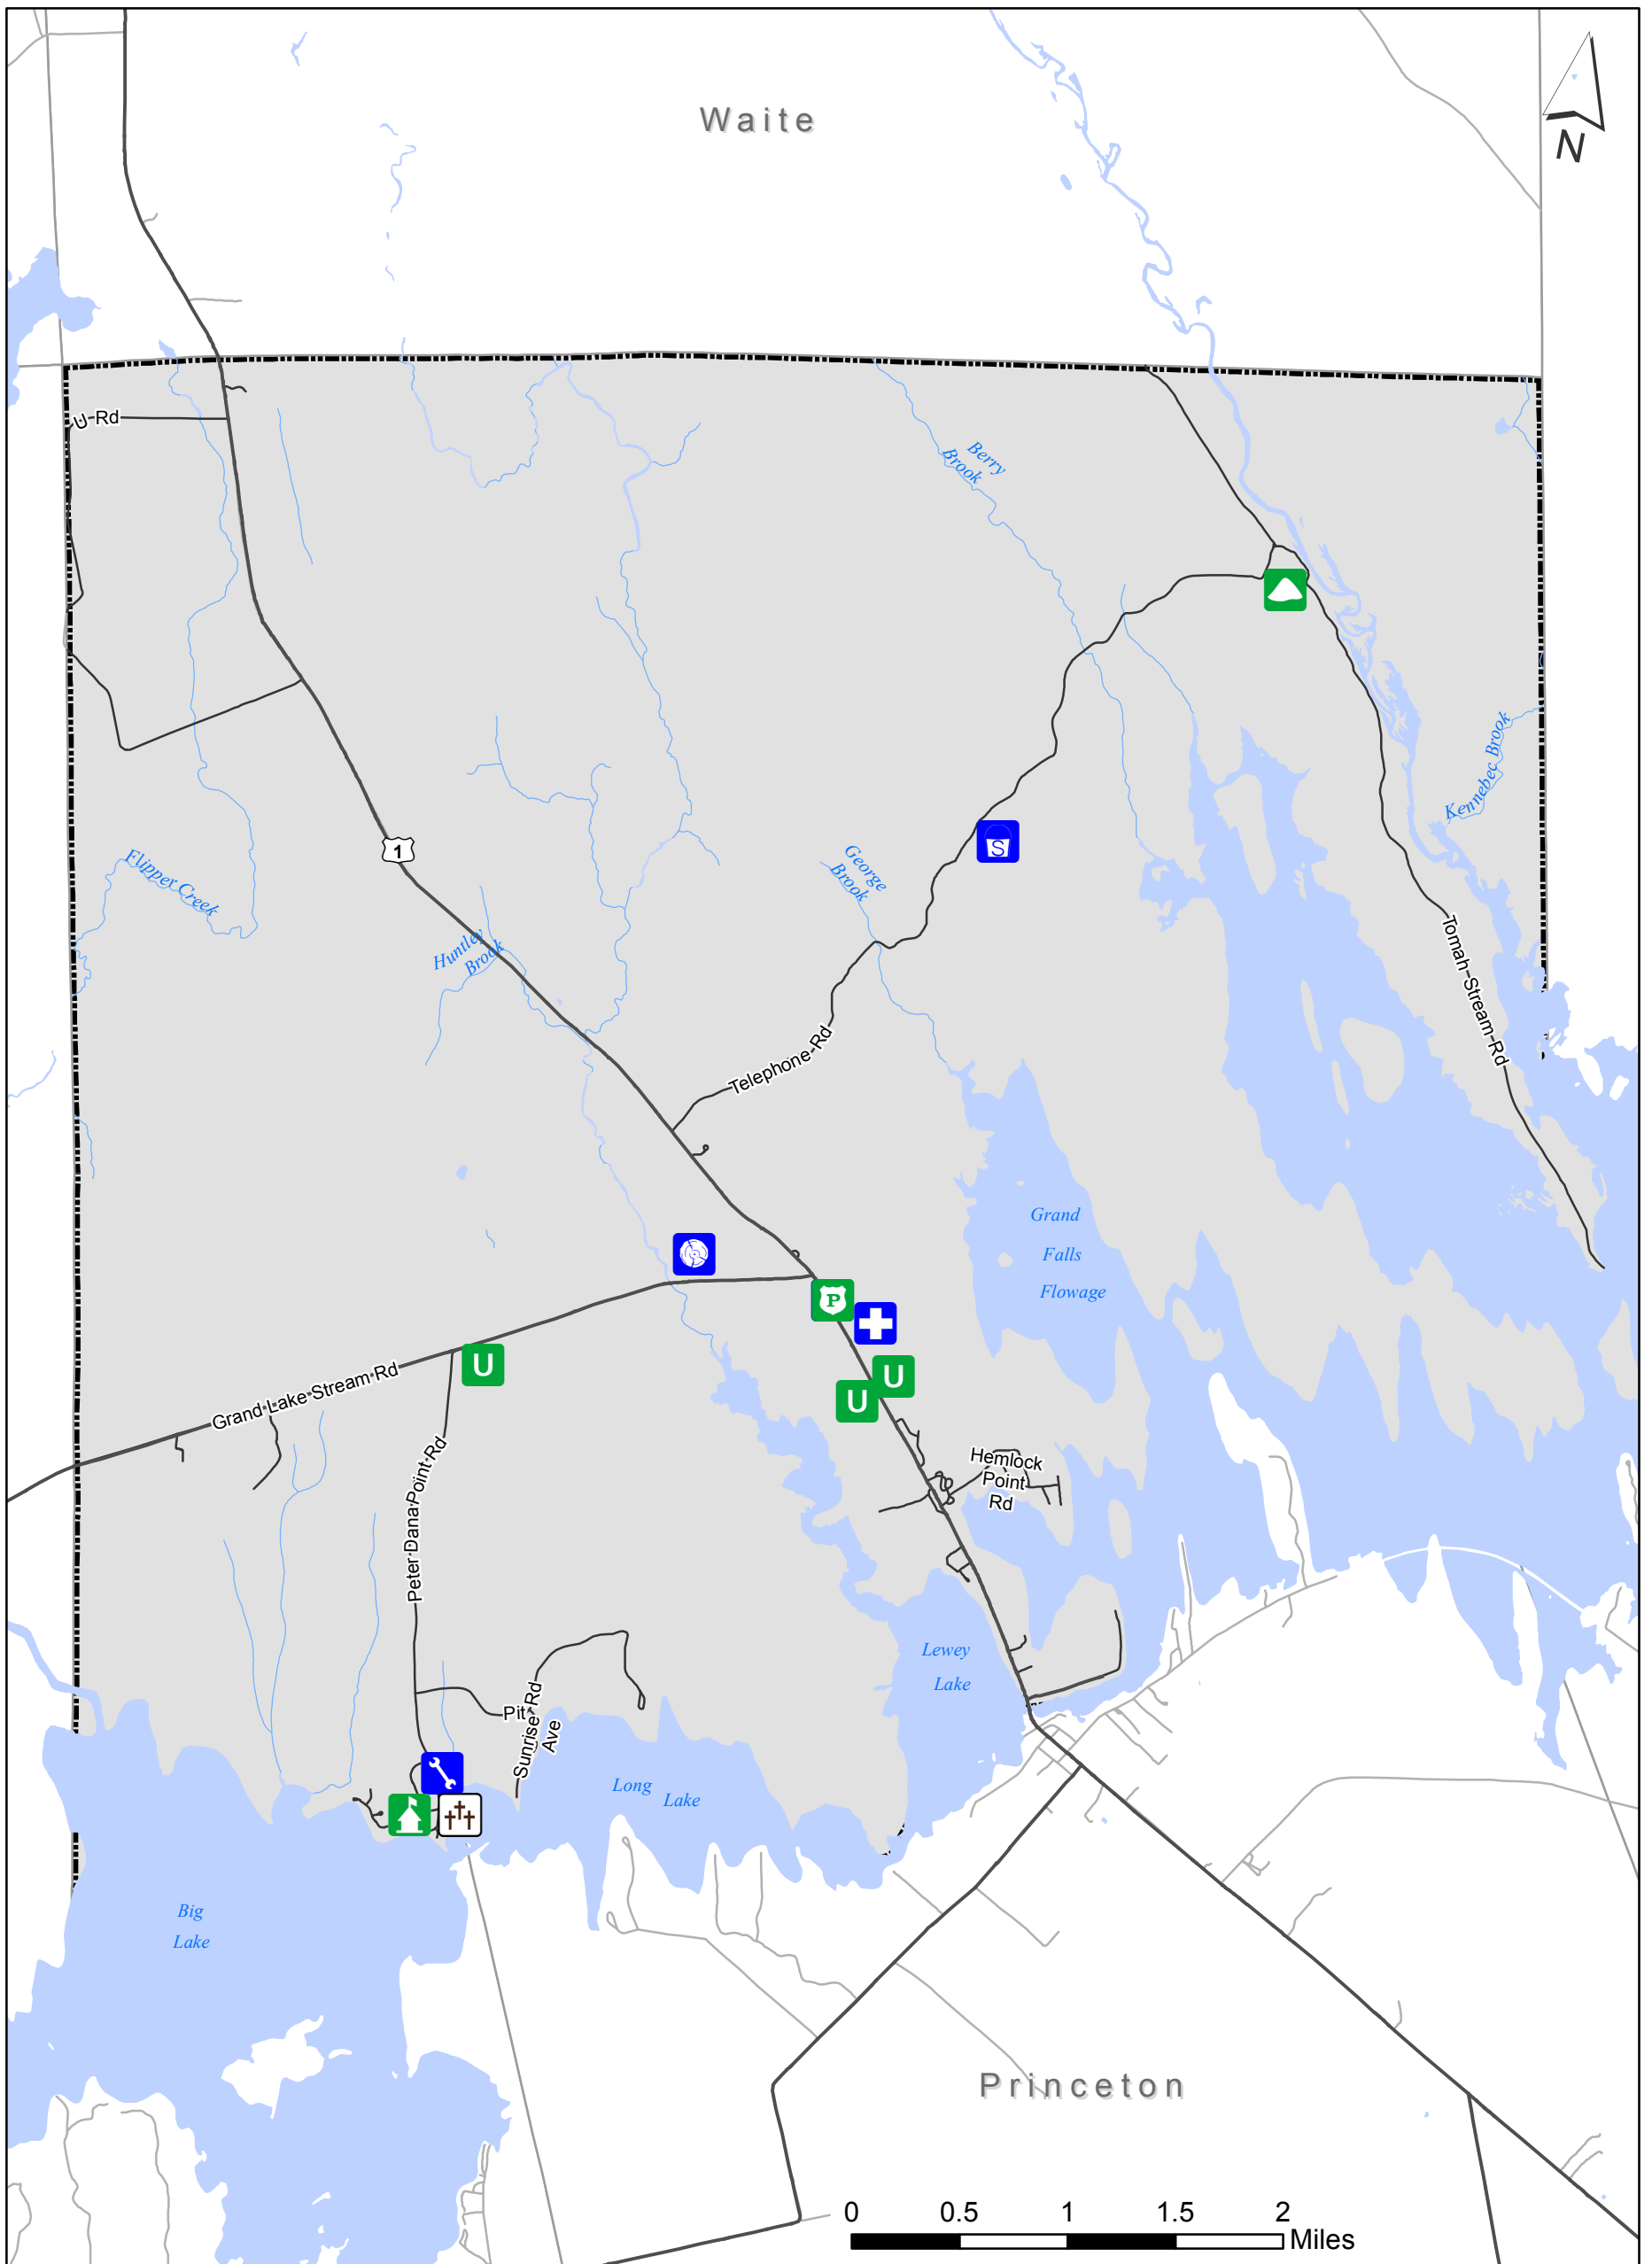 Waite
N
U Rd
Berry
Brook
Kennebec Brook
1
S
George
Brook
Flipper Creek
Huntley
Brook
Tomah Stream Rd
Telephone Rd
Grand
Falls
Flowage
P
U
U
U
Grand Lake Stream Rd
Hemlock
Point
Rd
Peter Dana Point Rd
Lewey
Lake
Pit Rd
Sunrise
Ave
Long
Lake
Big
Lake
Princeton
0 0.5 1 1.5 2
Miles